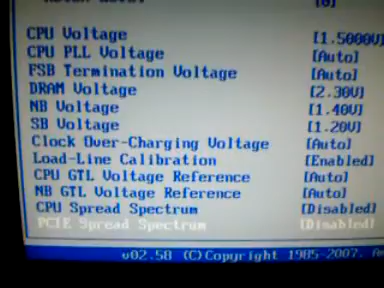 [0]
CPU Voltage [1.5000V]
CPU PLL Voltage [Auto]
FSB Termination Voltage [Auto]
DRAM Voltage [2.30V]
NB Voltage [1.40V]
SB Voltage [1.20V]
Clock Over-Charging Voltage [Auto]
Load-Line Calibration [Enabled]
CPU GTL Voltage Reference [Auto]
NB GTL Voltage Reference [Auto]
CPU Spread Spectrum [Disabled]
PCIE Spread Spectrum [Disabled]
v02.58 (C)Copyright 1985-2007,